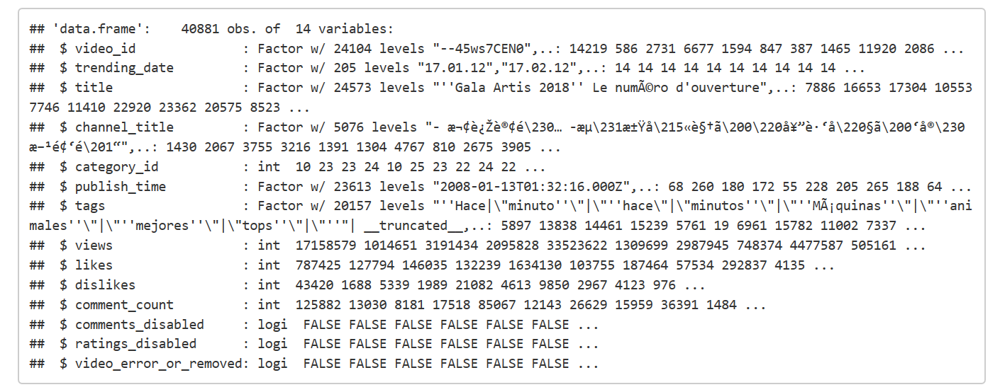 ## 'data.frame':    40881 obs. of  14 variables:
##  $ video_id              : Factor w/ 24104 levels "--45ws7CEN0",..: 14219 586 2731 6677 1594 847 387 1465 11920 2086 ...
##  $ trending_date         : Factor w/ 205 levels "17.01.12","17.02.12",..: 14 14 14 14 14 14 14 14 14 14 ...
##  $ title                 : Factor w/ 24573 levels "''Gala Artis 2018'' Le numÃ©ro d'ouverture",..: 7886 16653 17304 10553
7746 11410 22920 23362 20575 8523 ...
##  $ channel_title         : Factor w/ 5076 levels "- æ¬¢è¿Žè®¢é\230… -æµ\231æ±Ÿå\215«è§†ã\200\220å¥”è·‘å\220§ã\200‘å®\230
æ–¹é¢‘é\201“",..: 1430 2067 3755 3216 1391 1304 4767 810 2675 3905 ...
##  $ category_id           : int  10 23 23 24 10 25 23 22 24 22 ...
##  $ publish_time          : Factor w/ 23613 levels "2008-01-13T01:32:16.000Z",..: 68 260 180 172 55 228 205 265 188 64 ...
##  $ tags                  : Factor w/ 20157 levels "''Hace|\"minuto''\"|\"''hace\"|\"minutos''\"|\"''MÃ¡quinas''\"|\"''ani
males''\"|\"''mejores''\"|\"tops''\"|\"''"| __truncated__,..: 5897 13838 14461 15239 5761 19 6961 15782 11002 7337 ...
##  $ views                 : int  17158579 1014651 3191434 2095828 33523622 1309699 2987945 748374 4477587 505161 ...
##  $ likes                 : int  787425 127794 146035 132239 1634130 103755 187464 57534 292837 4135 ...
##  $ dislikes              : int  43420 1688 5339 1989 21082 4613 9850 2967 4123 976 ...
##  $ comment_count         : int  125882 13030 8181 17518 85067 12143 26629 15959 36391 1484 ...
##  $ comments_disabled     : logi  FALSE FALSE FALSE FALSE FALSE FALSE ...
##  $ ratings_disabled      : logi  FALSE FALSE FALSE FALSE FALSE FALSE ...
##  $ video_error_or_removed: logi  FALSE FALSE FALSE FALSE FALSE FALSE ...